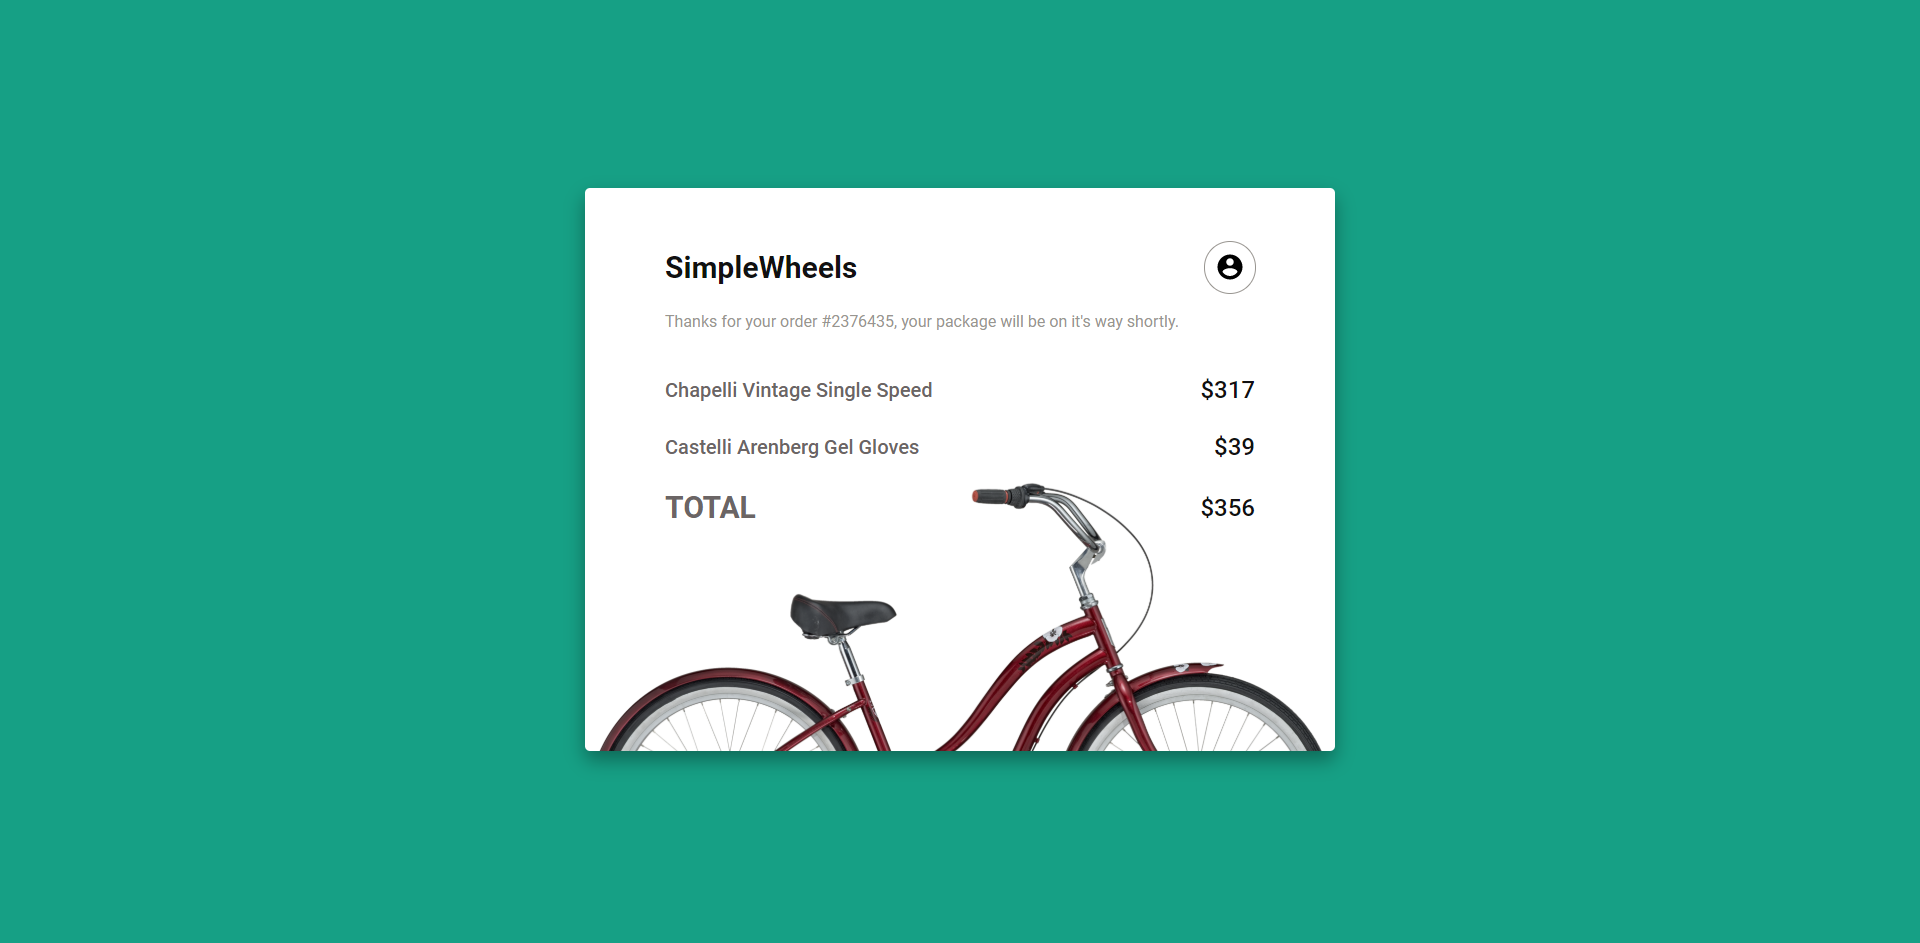 SimpleWheels
Thanks for your order #2376435, your package will be on it's way shortly.
Chapelli Vintage Single Speed $317
Castelli Arenberg Gel Gloves $39
TOTAL $356